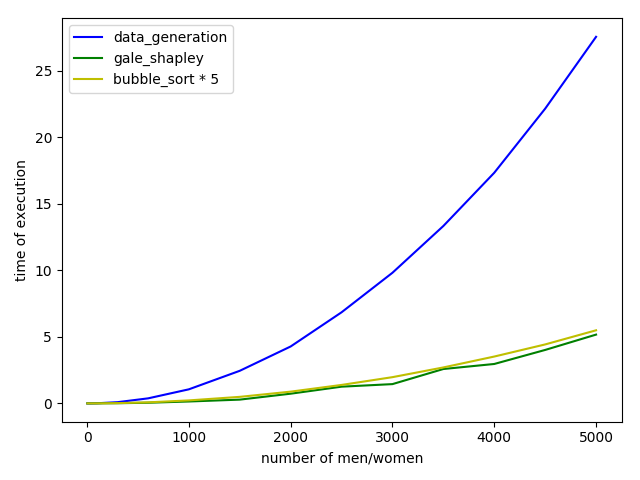 data_generation
gale_shapley
bubble_sort * 5
time of execution
25
20
15
10
5
0
0 1000 2000 3000 4000 5000
number of men/women